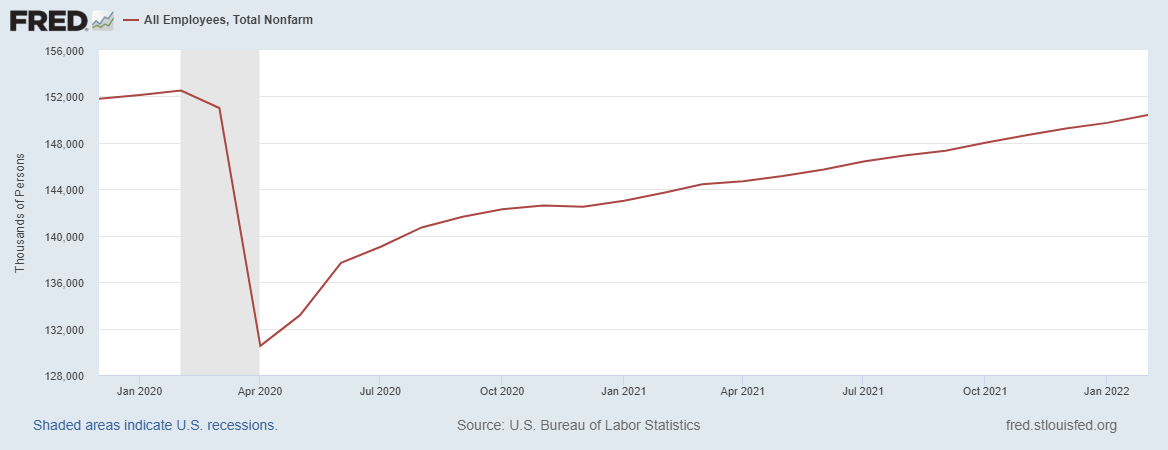 FRED All Employees, Total Nonfarm
156,000
152,000
148,000
144,000
140,000
136,000
132,000
128,000
Thousands of Persons
Jan 2020 Apr 2020 Jul 2020 Oct 2020 Jan 2021 Apr 2021 Jul 2021 Oct 2021 Jan 2022
Shaded areas indicate U.S. recessions. Source: U.S. Bureau of Labor Statistics fred.stlouisfed.org